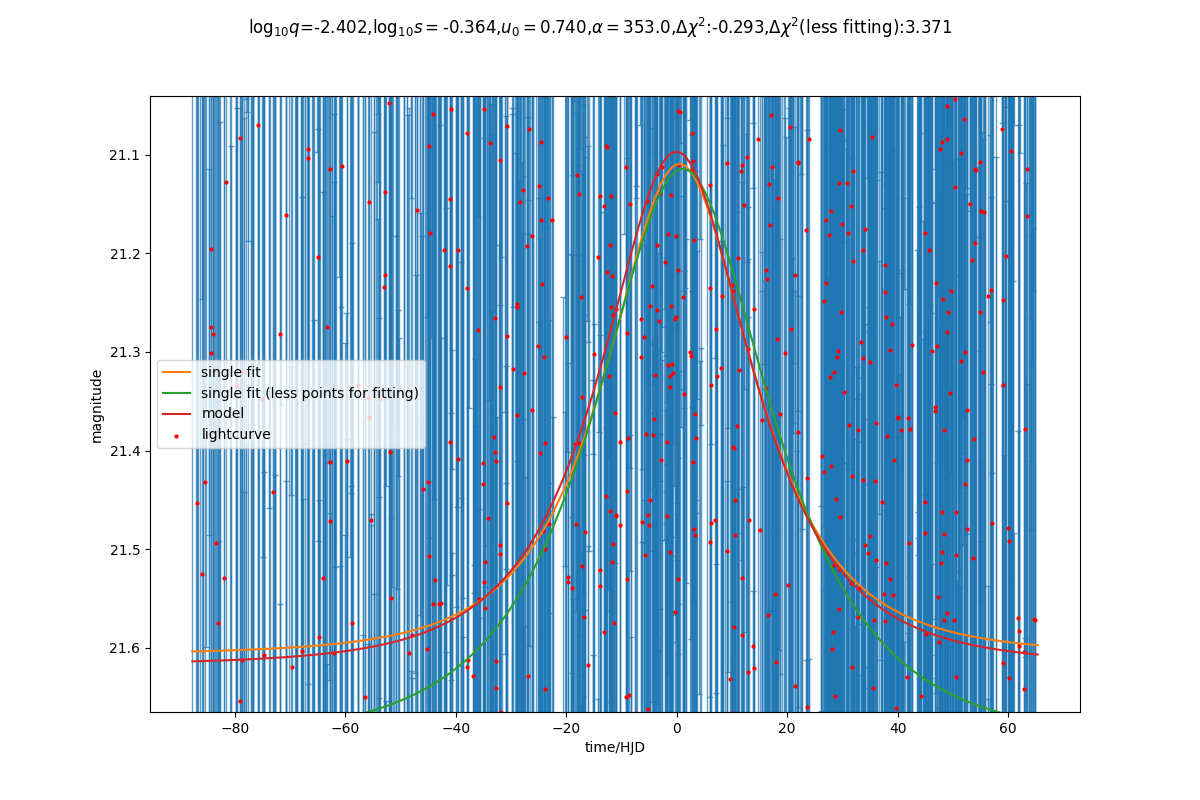 log₁₀q=-2.402,log₁₀s = -0.364,u₀ = 0.740,α = 353.0,Δχ²:-0.293,Δχ²(less fitting):3.371
magnitude
21.1
21.2
21.3
21.4
21.5
21.6
single fit
single fit (less points for fitting)
model
lightcurve
−80 −60 −40 −20 0 20 40 60
time/HJD